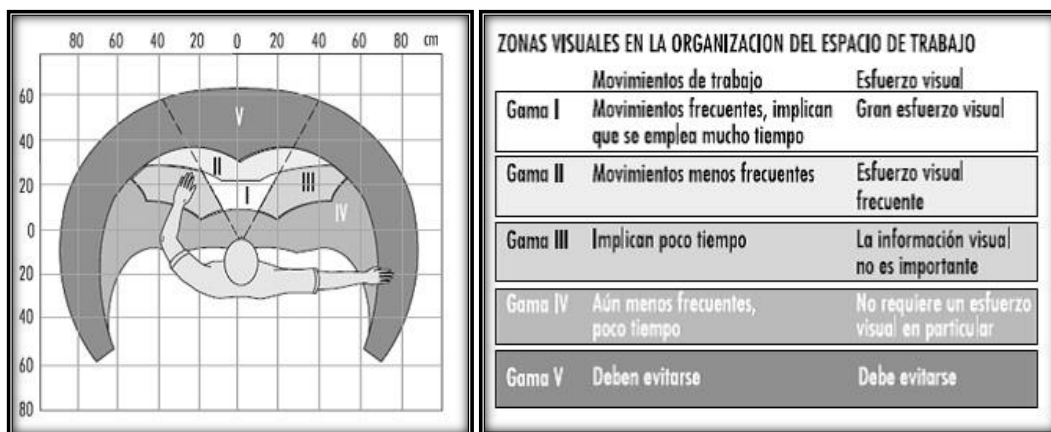 80 60 40 20 0 20 40 60 80 cm
60
40
20
0
20
40
60
80
V
II
III
I
IV
ZONAS VISUALES EN LA ORGANIZACION DEL ESPACIO DE TRABAJO
Movimientos de trabajo Esfuerzo visual
Gama I Movimientos frecuentes, implican Gran esfuerzo visual
que se emplea mucho tiempo
Gama II Movimientos menos frecuentes Esfuerzo visual
frecuente
Gama III Implican poco tiempo La información visual
no es importante
Gama IV Aún menos frecuentes, No requiere un esfuerzo
poco tiempo visual en particular
Gama V Deben evitarse Debe evitarse